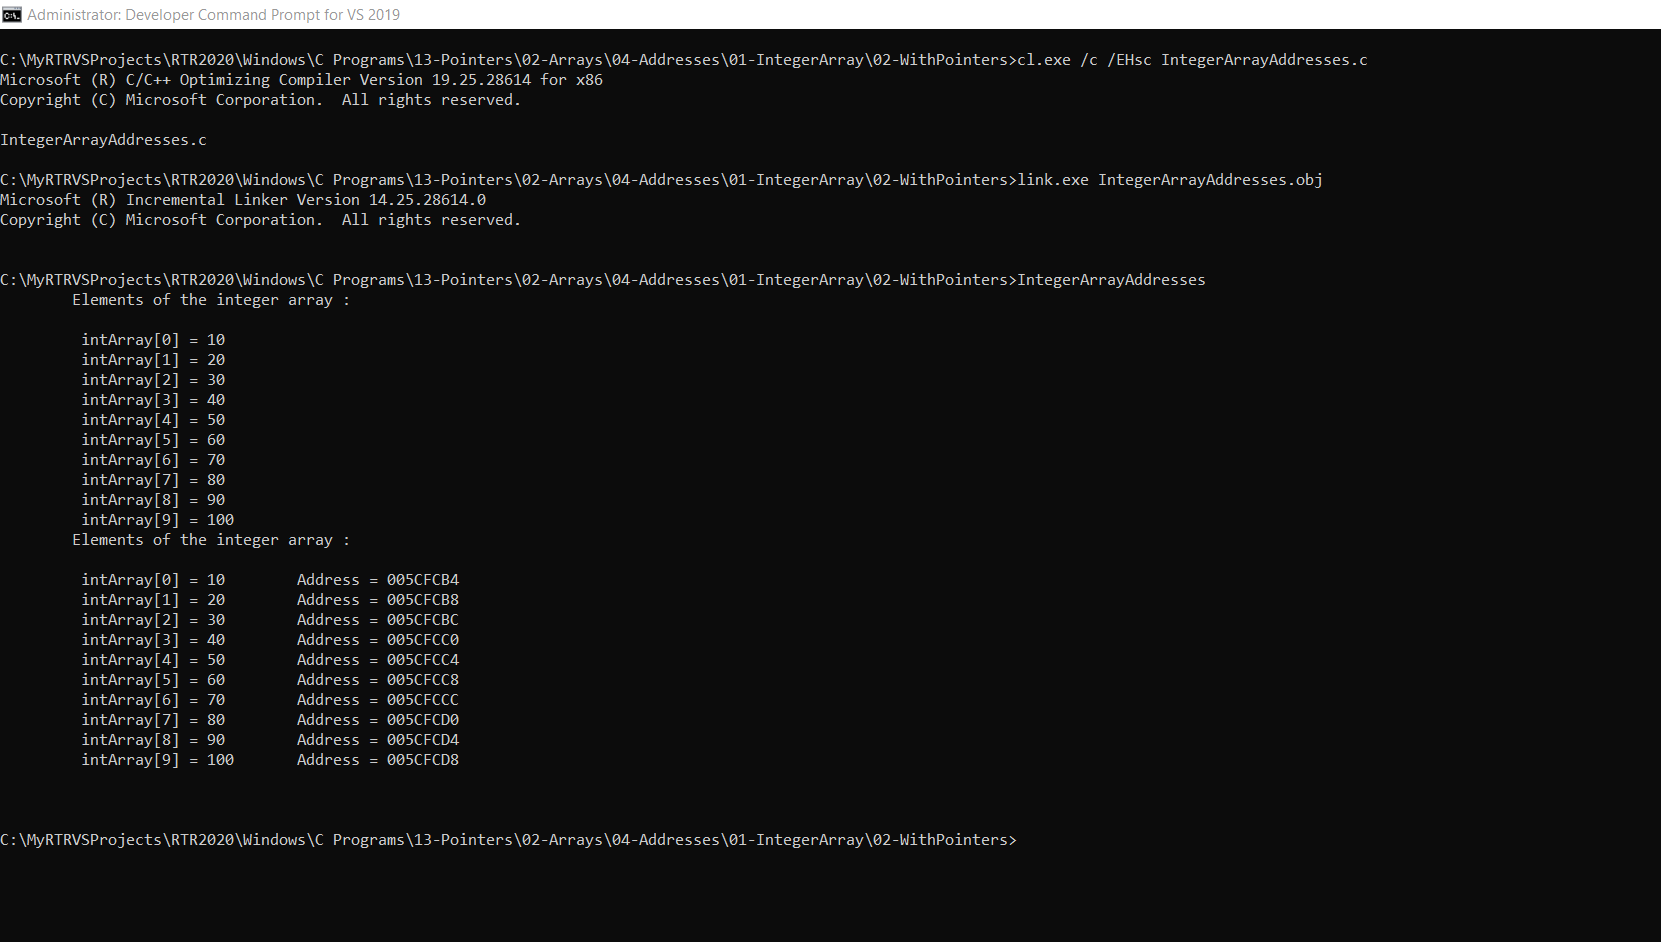 Administrator: Developer Command Prompt for VS 2019
C:\MyRTRVSProjects\RTR2020\Windows\C Programs\13-Pointers\02-Arrays\04-Addresses\01-IntegerArray\02-WithPointers>cl.exe /c /EHsc IntegerArrayAddresses.c
Microsoft (R) C/C++ Optimizing Compiler Version 19.25.28614 for x86
Copyright (C) Microsoft Corporation.  All rights reserved.
IntegerArrayAddresses.c
C:\MyRTRVSProjects\RTR2020\Windows\C Programs\13-Pointers\02-Arrays\04-Addresses\01-IntegerArray\02-WithPointers>link.exe IntegerArrayAddresses.obj
Microsoft (R) Incremental Linker Version 14.25.28614.0
Copyright (C) Microsoft Corporation.  All rights reserved.
C:\MyRTRVSProjects\RTR2020\Windows\C Programs\13-Pointers\02-Arrays\04-Addresses\01-IntegerArray\02-WithPointers>IntegerArrayAddresses
Elements of the integer array :
intArray[0] = 10
intArray[1] = 20
intArray[2] = 30
intArray[3] = 40
intArray[4] = 50
intArray[5] = 60
intArray[6] = 70
intArray[7] = 80
intArray[8] = 90
intArray[9] = 100
Elements of the integer array :
intArray[0] = 10        Address = 005CFCB4
intArray[1] = 20        Address = 005CFCB8
intArray[2] = 30        Address = 005CFCBC
intArray[3] = 40        Address = 005CFCC0
intArray[4] = 50        Address = 005CFCC4
intArray[5] = 60        Address = 005CFCC8
intArray[6] = 70        Address = 005CFCCC
intArray[7] = 80        Address = 005CFCD0
intArray[8] = 90        Address = 005CFCD4
intArray[9] = 100       Address = 005CFCD8
C:\MyRTRVSProjects\RTR2020\Windows\C Programs\13-Pointers\02-Arrays\04-Addresses\01-IntegerArray\02-WithPointers>